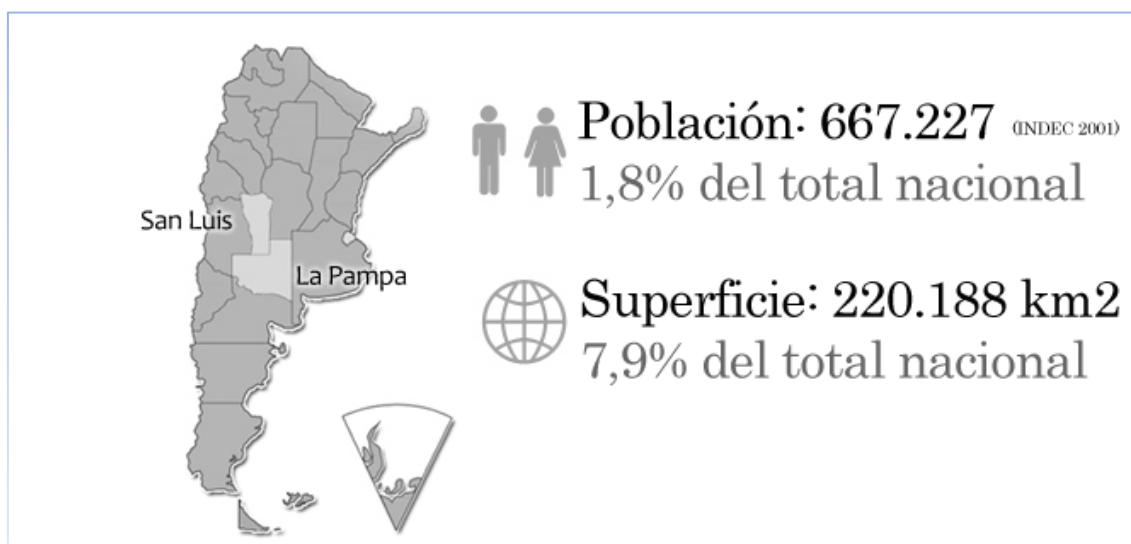 San Luis
La Pampa
Población: 667.227 (INDEC 2001)
1,8% del total nacional
Superficie: 220.188 km2
7,9% del total nacional